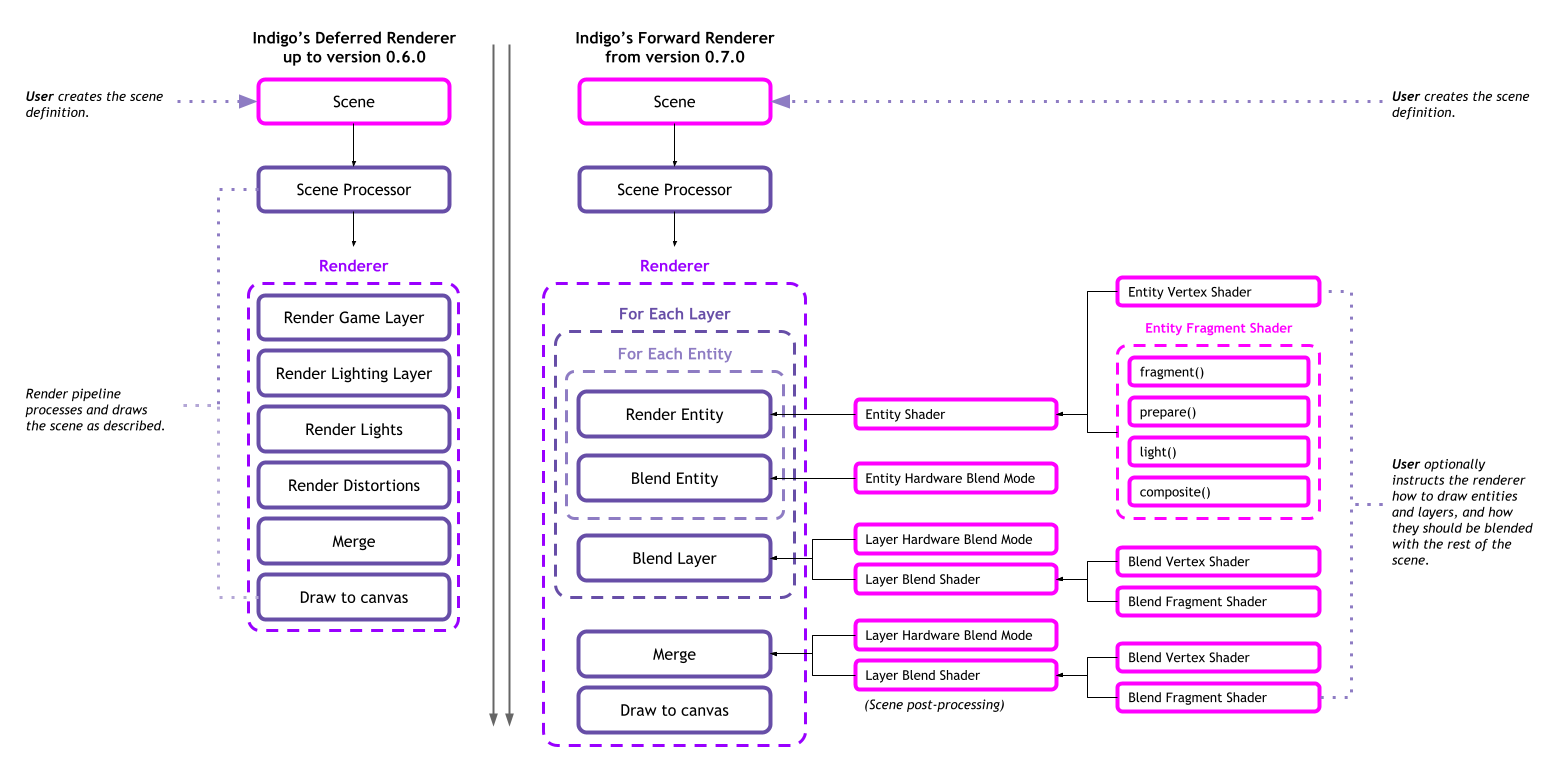 Indigo’s Deferred Renderer
up to version 0.6.0
User creates the scene
definition.
Scene
Scene Processor
Renderer
Render Game Layer
Render Lighting Layer
Render Lights
Render Distortions
Merge
Draw to canvas
Render pipeline
processes and draws
the scene as described.
Indigo’s Forward Renderer
from version 0.7.0
Scene
User creates the scene
definition.
Scene Processor
Renderer
For Each Layer
For Each Entity
Render Entity
Blend Entity
Blend Layer
Merge
Draw to canvas
Entity Shader
Entity Hardware Blend Mode
Layer Hardware Blend Mode
Layer Blend Shader
Layer Hardware Blend Mode
Layer Blend Shader
(Scene post-processing)
Entity Vertex Shader
Entity Fragment Shader
fragment()
prepare()
light()
composite()
Blend Vertex Shader
Blend Fragment Shader
Blend Vertex Shader
Blend Fragment Shader
User optionally
instructs the renderer
how to draw entities
and layers, and how
they should be blended
with the rest of the
scene.